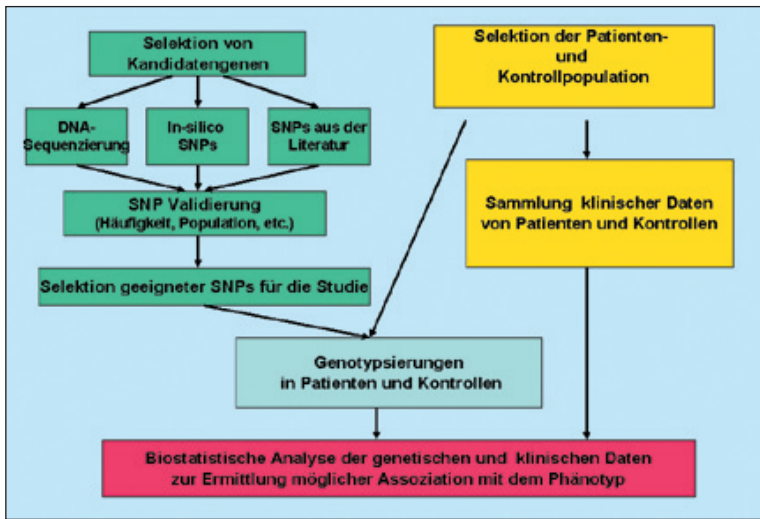 Selektion von
Kandidatengenen
Selektion der Patienten-
und
Kontrollpopulation
DNA-
Sequenzierung
In-silico
SNPs
SNPs aus der
Literatur
SNP Validierung
(Häufigkeit, Population, etc.)
Sammlung klinischer Daten
von Patienten und Kontrollen
Selektion geeigneter SNPs für die Studie
Genotypsierungen
in Patienten und Kontrollen
Biostatistische Analyse der genetischen und klinischen Daten
zur Ermittlung möglicher Assoziation mit dem Phänotyp